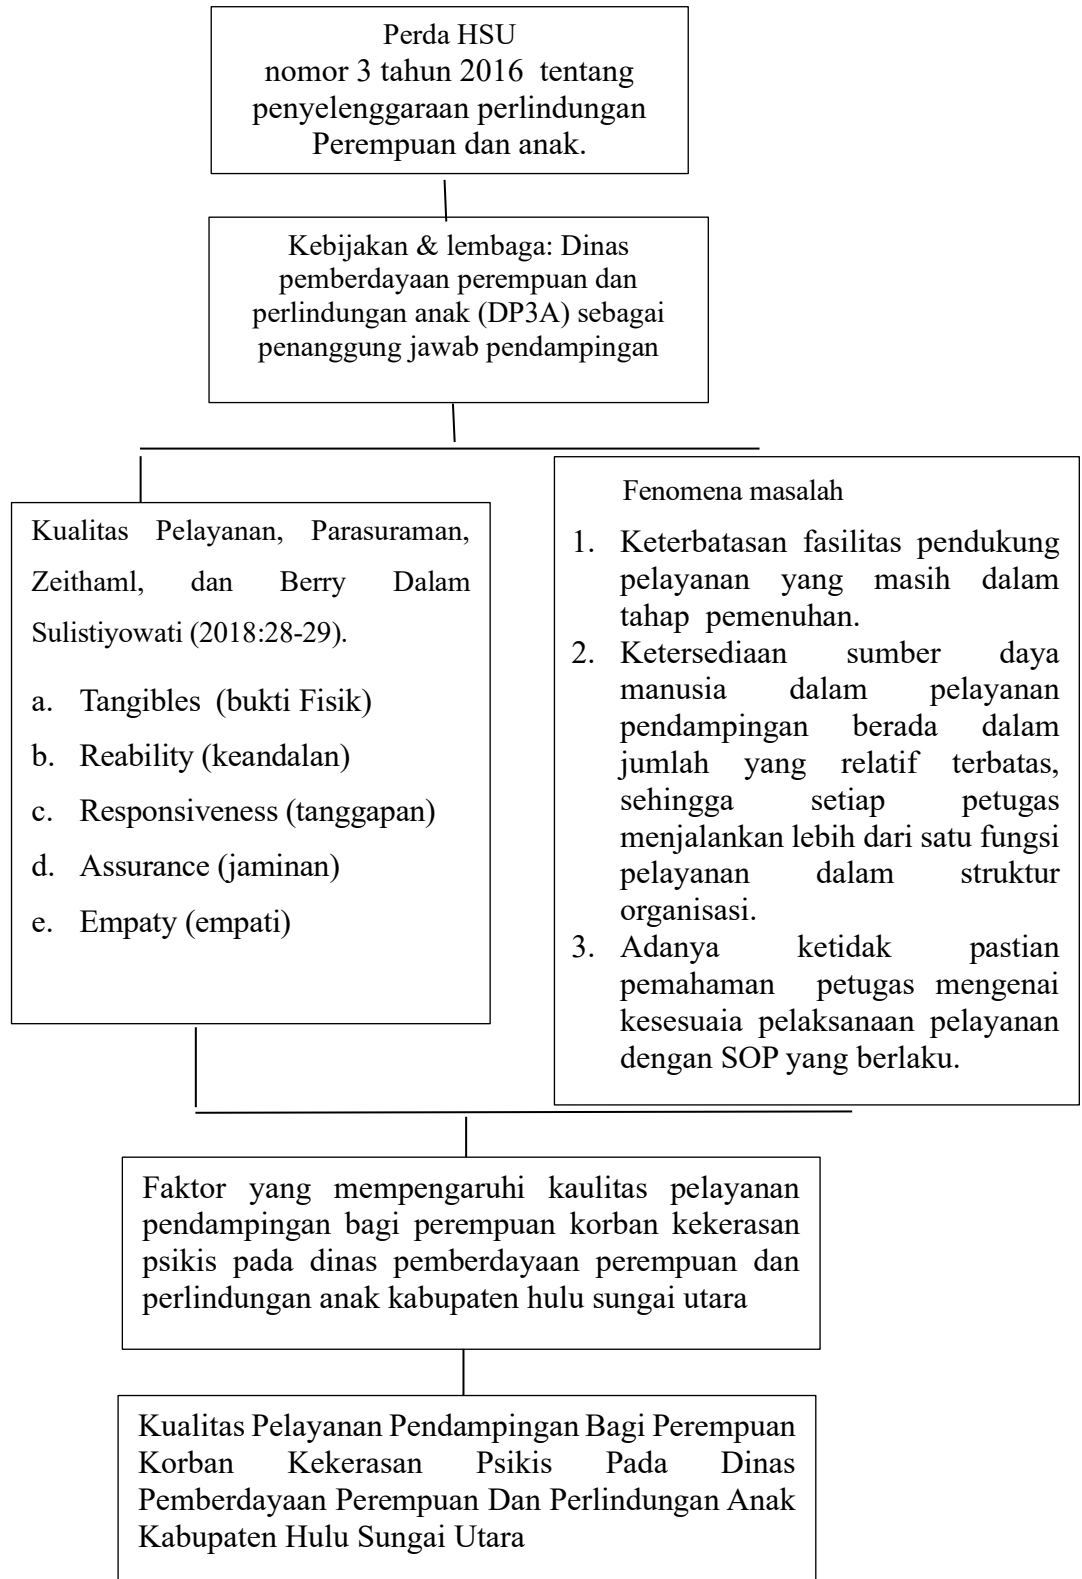 Perda HSU
nomor 3 tahun 2016 tentang
penyelenggaraan perlindungan
Perempuan dan anak.
Kebijakan & lembaga: Dinas
pemberdayaan perempuan dan
perlindungan anak (DP3A) sebagai
penanggung jawab pendampingan
Kualitas Pelayanan, Parasuraman,
Zeithaml, dan Berry Dalam
Sulistiyowati (2018:28-29).
a. Tangibles (bukti Fisik)
b. Reability (keandalan)
c. Responsiveness (tanggapan)
d. Assurance (jaminan)
e. Empaty (empati)
Fenomena masalah
1. Keterbatasan fasilitas pendukung
pelayanan yang masih dalam
tahap pemenuhan.
2. Ketersediaan sumber daya
manusia dalam pelayanan
pendampingan berada dalam
jumlah yang relatif terbatas,
sehingga setiap petugas
menjalankan lebih dari satu fungsi
pelayanan dalam struktur
organisasi.
3. Adanya ketidak pastian
pemahaman petugas mengenai
kesesuaia pelaksanaan pelayanan
dengan SOP yang berlaku.
Faktor yang mempengaruhi kaulitas pelayanan
pendampingan bagi perempuan korban kekerasan
psikis pada dinas pemberdayaan perempuan dan
perlindungan anak kabupaten hulu sungai utara
Kualitas Pelayanan Pendampingan Bagi Perempuan
Korban Kekerasan Psikis Pada Dinas
Pemberdayaan Perempuan Dan Perlindungan Anak
Kabupaten Hulu Sungai Utara